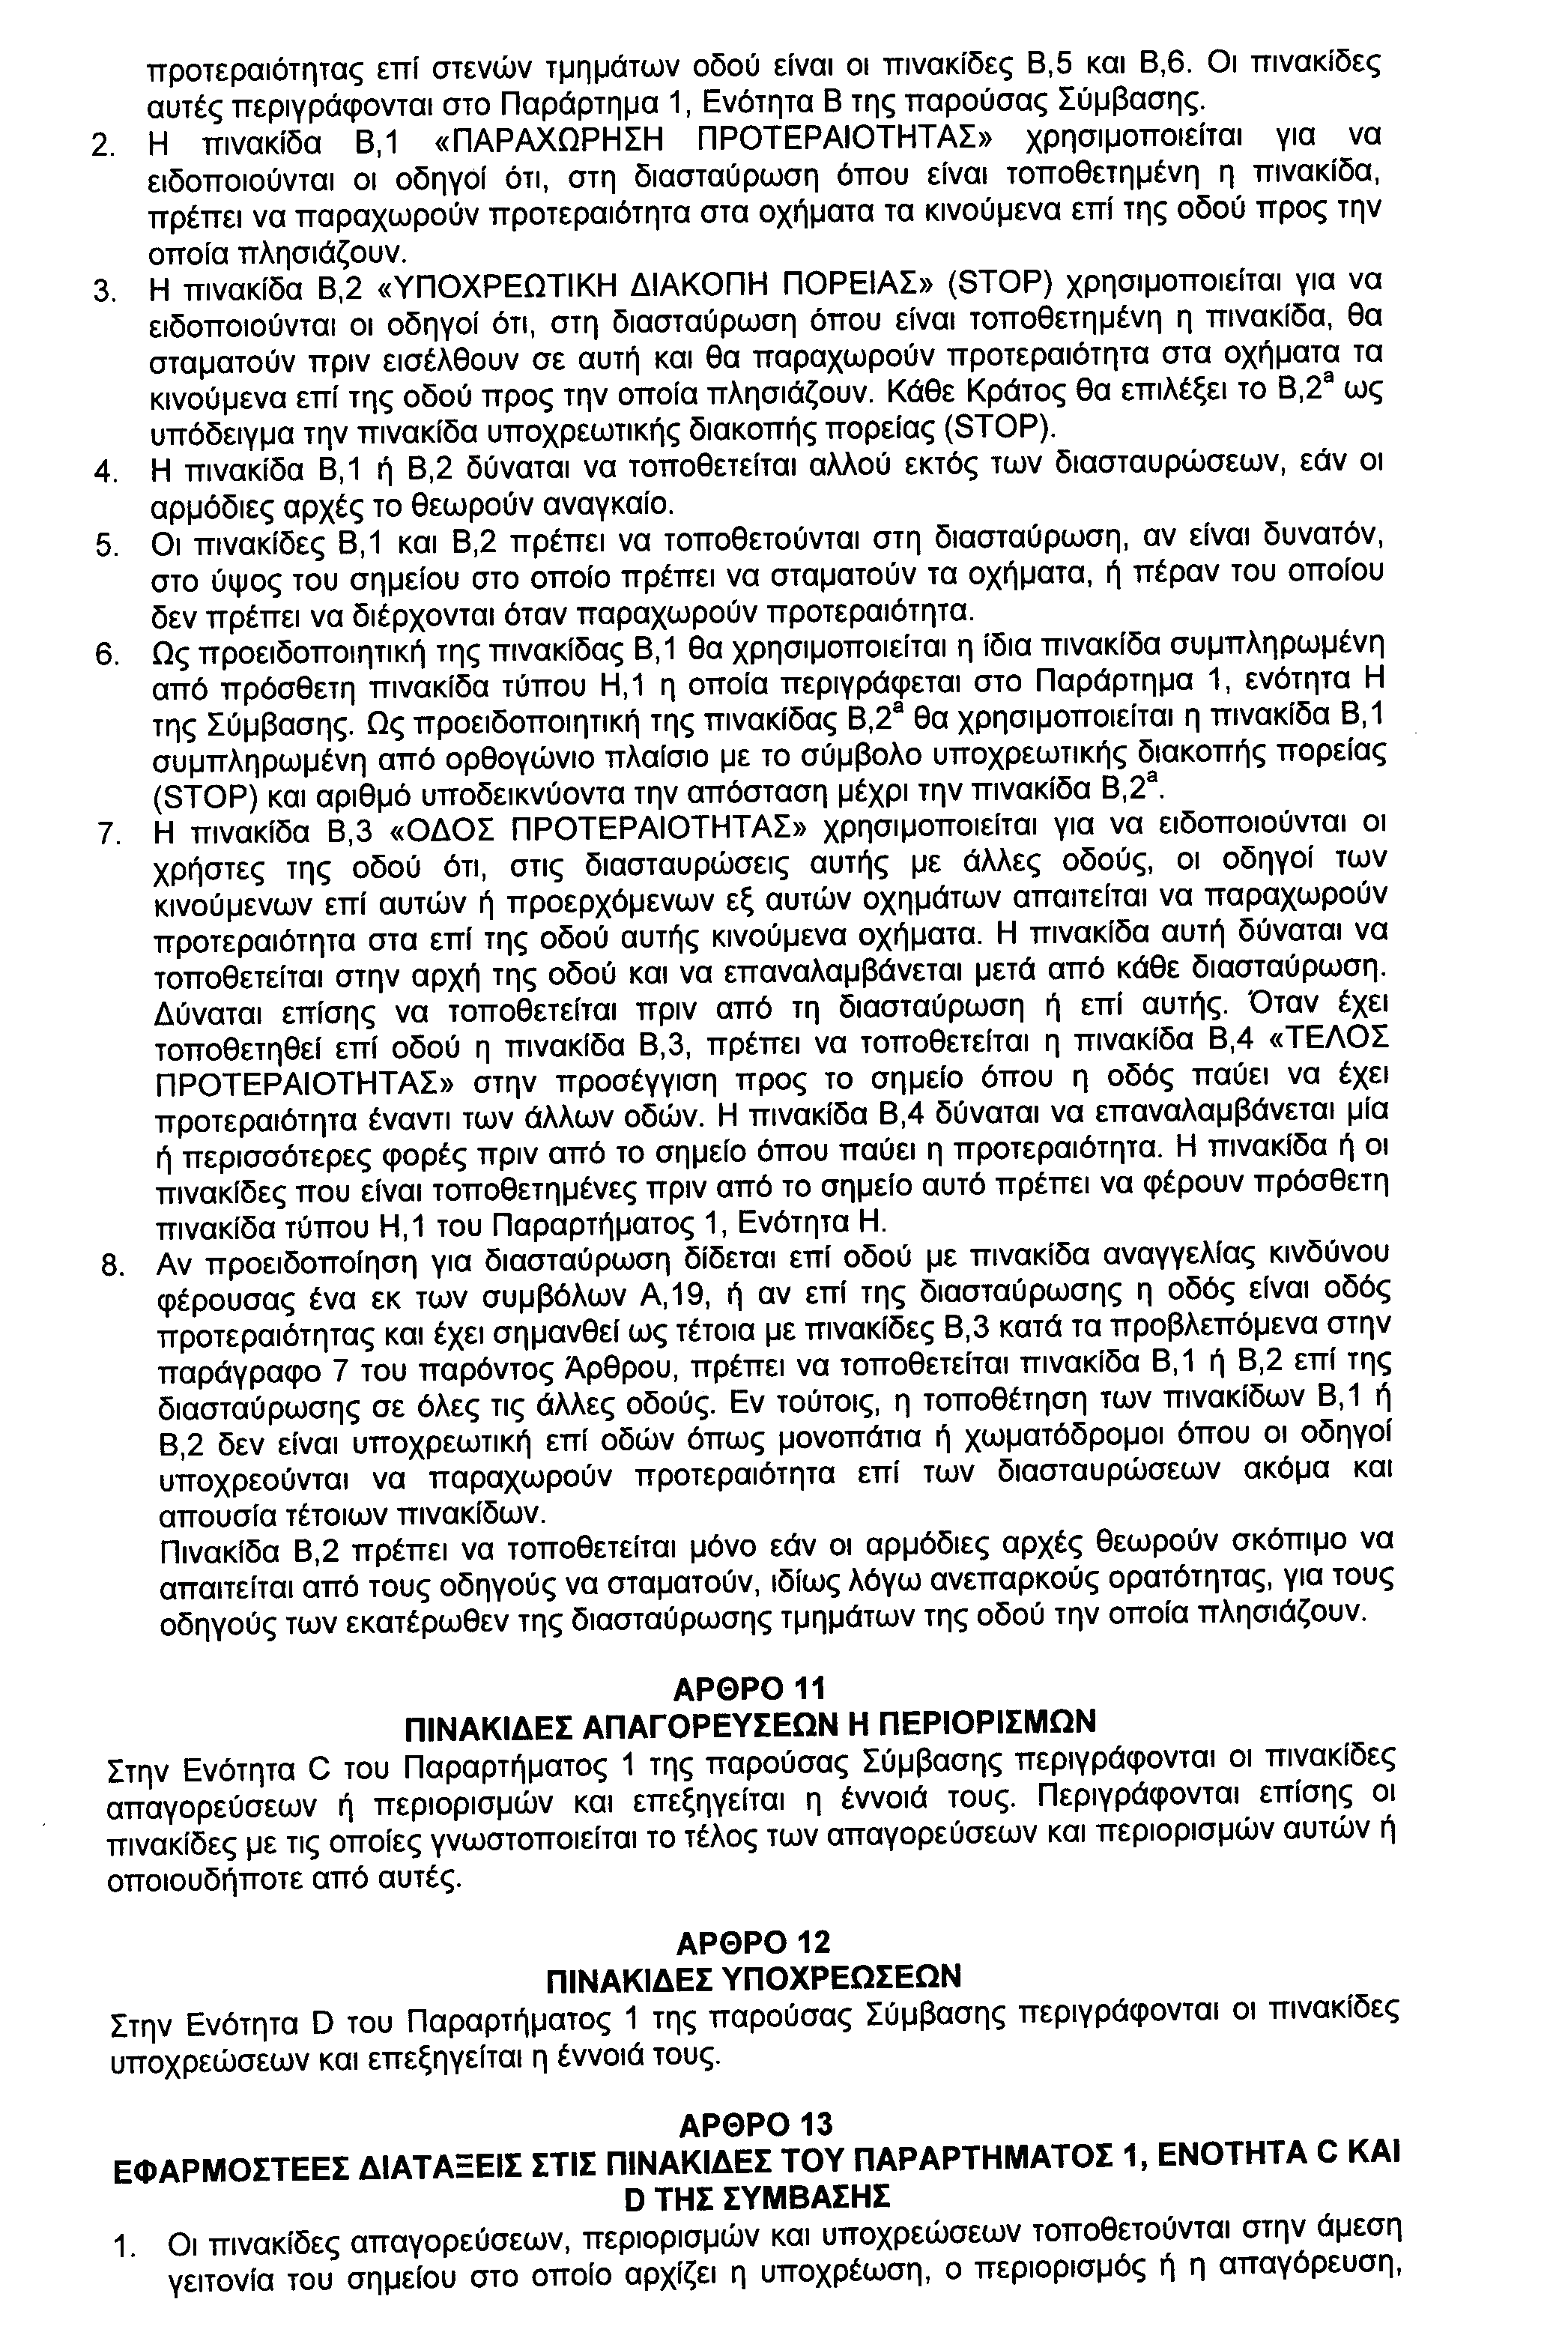 προτεραιότητας επί στενών τμημάτων οδού είναι οι πινακίδες Β,5 και Β,6. Οι πινακίδες
αυτές περιγράφονται στο Παράρτημα 1, Ενότητα Β της παρούσας Σύμβασης.
2. Η πινακίδα Β,1 «ΠΑΡΑΧΩΡΗΣΗ ΠΡΟΤΕΡΑΙΟΤΗΤΑΣ» χρησιμοποιείται για να
ειδοποιούνται οι οδηγοί ότι, στη διασταύρωση όπου είναι τοποθετημένη η πινακίδα,
πρέπει να παραχωρούν προτεραιότητα στα οχήματα τα κινούμενα επί της οδού προς την
οποία πλησιάζουν.
3. Η πινακίδα Β,2 «ΥΠΟΧΡΕΩΤΙΚΗ ΔΙΑΚΟΠΗ ΠΟΡΕΙΑΣ» (STOP) χρησιμοποιείται για να
ειδοποιούνται οι οδηγοί ότι, στη διασταύρωση όπου είναι τοποθετημένη η πινακίδα, θα
σταματούν πριν εισέλθουν σε αυτή και θα παραχωρούν προτεραιότητα στα οχήματα τα
κινούμενα επί της οδού προς την οποία πλησιάζουν. Κάθε Κράτος θα επιλέξει το Β,2ª ως
υπόδειγμα την πινακίδα υποχρεωτικής διακοπής πορείας (STOP).
4. Η πινακίδα Β,1 ή Β,2 δύναται να τοποθετείται αλλού εκτός των διασταυρώσεων, εάν οι
αρμόδιες αρχές το θεωρούν αναγκαίο.
5. Οι πινακίδες Β,1 και Β,2 πρέπει να τοποθετούνται στη διασταύρωση, αν είναι δυνατόν,
στο ύψος του σημείου στο οποίο πρέπει να σταματούν τα οχήματα, ή πέραν του οποίου
δεν πρέπει να διέρχονται όταν παραχωρούν προτεραιότητα.
6. Ως προειδοποιητική της πινακίδας Β,1 θα χρησιμοποιείται η ίδια πινακίδα συμπληρωμένη
από πρόσθετη πινακίδα τύπου Η,1 η οποία περιγράφεται στο Παράρτημα 1, ενότητα Η
της Σύμβασης. Ως προειδοποιητική της πινακίδας Β,2ª θα χρησιμοποιείται η πινακίδα Β,1
συμπληρωμένη από ορθογώνιο πλαίσιο με το σύμβολο υποχρεωτικής διακοπής πορείας
(STOP) και αριθμό υποδεικνύοντα την απόσταση μέχρι την πινακίδα Β,2ª.
7. Η πινακίδα Β,3 «ΟΔΟΣ ΠΡΟΤΕΡΑΙΟΤΗΤΑΣ» χρησιμοποιείται για να ειδοποιούνται οι
χρήστες της οδού ότι, στις διασταυρώσεις αυτής με άλλες οδούς, οι οδηγοί των
κινούμενων επί αυτών ή προερχόμενων εξ αυτών οχημάτων απαιτείται να παραχωρούν
προτεραιότητα στα επί της οδού αυτής κινούμενα οχήματα. Η πινακίδα αυτή δύναται να
τοποθετείται στην αρχή της οδού και να επαναλαμβάνεται μετά από κάθε διασταύρωση.
Δύναται επίσης να τοποθετείται πριν από τη διασταύρωση ή επί αυτής. Όταν έχει
τοποθετηθεί επί οδού η πινακίδα Β,3, πρέπει να τοποθετείται η πινακίδα Β,4 «ΤΕΛΟΣ
ΠΡΟΤΕΡΑΙΟΤΗΤΑΣ» στην προσέγγιση προς το σημείο όπου η οδός παύει να έχει
προτεραιότητα έναντι των άλλων οδών. Η πινακίδα Β,4 δύναται να επαναλαμβάνεται μία
ή περισσότερες φορές πριν από το σημείο όπου παύει η προτεραιότητα. Η πινακίδα ή οι
πινακίδες που είναι τοποθετημένες πριν από το σημείο αυτό πρέπει να φέρουν πρόσθετη
πινακίδα τύπου Η,1 του Παραρτήματος 1, Ενότητα Η.
8. Αν προειδοποίηση για διασταύρωση δίδεται επί οδού με πινακίδα αναγγελίας κινδύνου
φέρουσας ένα εκ των συμβόλων Α,19, ή αν επί της διασταύρωσης η οδός είναι οδός
προτεραιότητας και έχει σημανθεί ως τέτοια με πινακίδες Β,3 κατά τα προβλεπόμενα στην
παράγραφο 7 του παρόντος Άρθρου, πρέπει να τοποθετείται πινακίδα Β,1 ή Β,2 επί της
διασταύρωσης σε όλες τις άλλες οδούς. Εν τούτοις, η τοποθέτηση των πινακίδων Β,1 ή
Β,2 δεν είναι υποχρεωτική επί οδών όπως μονοπάτια ή χωματόδρομοι όπου οι οδηγοί
υποχρεούνται να παραχωρούν προτεραιότητα επί των διασταυρώσεων ακόμα και
απουσία τέτοιων πινακίδων.
Πινακίδα Β,2 πρέπει να τοποθετείται μόνο εάν οι αρμόδιες αρχές θεωρούν σκόπιμο να
απαιτείται από τους οδηγούς να σταματούν, ιδίως λόγω ανεπαρκούς ορατότητας, για τους
οδηγούς των εκατέρωθεν της διασταύρωσης τμημάτων της οδού την οποία πλησιάζουν.
ΑΡΘΡΟ 11
ΠΙΝΑΚΙΔΕΣ ΑΠΑΓΟΡΕΥΣΕΩΝ Η ΠΕΡΙΟΡΙΣΜΩΝ
Στην Ενότητα C του Παραρτήματος 1 της παρούσας Σύμβασης περιγράφονται οι πινακίδες
απαγορεύσεων ή περιορισμών και επεξηγείται η έννοιά τους. Περιγράφονται επίσης οι
πινακίδες με τις οποίες γνωστοποιείται το τέλος των απαγορεύσεων και περιορισμών αυτών ή
οποιουδήποτε από αυτές.
ΑΡΘΡΟ 12
ΠΙΝΑΚΙΔΕΣ ΥΠΟΧΡΕΩΣΕΩΝ
Στην Ενότητα D του Παραρτήματος 1 της παρούσας Σύμβασης περιγράφονται οι πινακίδες
υποχρεώσεων και επεξηγείται η έννοιά τους.
ΑΡΘΡΟ 13
ΕΦΑΡΜΟΣΤΕΕΣ ΔΙΑΤΑΞΕΙΣ ΣΤΙΣ ΠΙΝΑΚΙΔΕΣ ΤΟΥ ΠΑΡΑΡΤΗΜΑΤΟΣ 1, ΕΝΟΤΗΤΑ C ΚΑΙ
D ΤΗΣ ΣΥΜΒΑΣΗΣ
1. Οι πινακίδες απαγορεύσεων, περιορισμών και υποχρεώσεων τοποθετούνται στην άμεση
γειτονία του σημείου στο οποίο αρχίζει η υποχρέωση, ο περιορισμός ή η απαγόρευση,